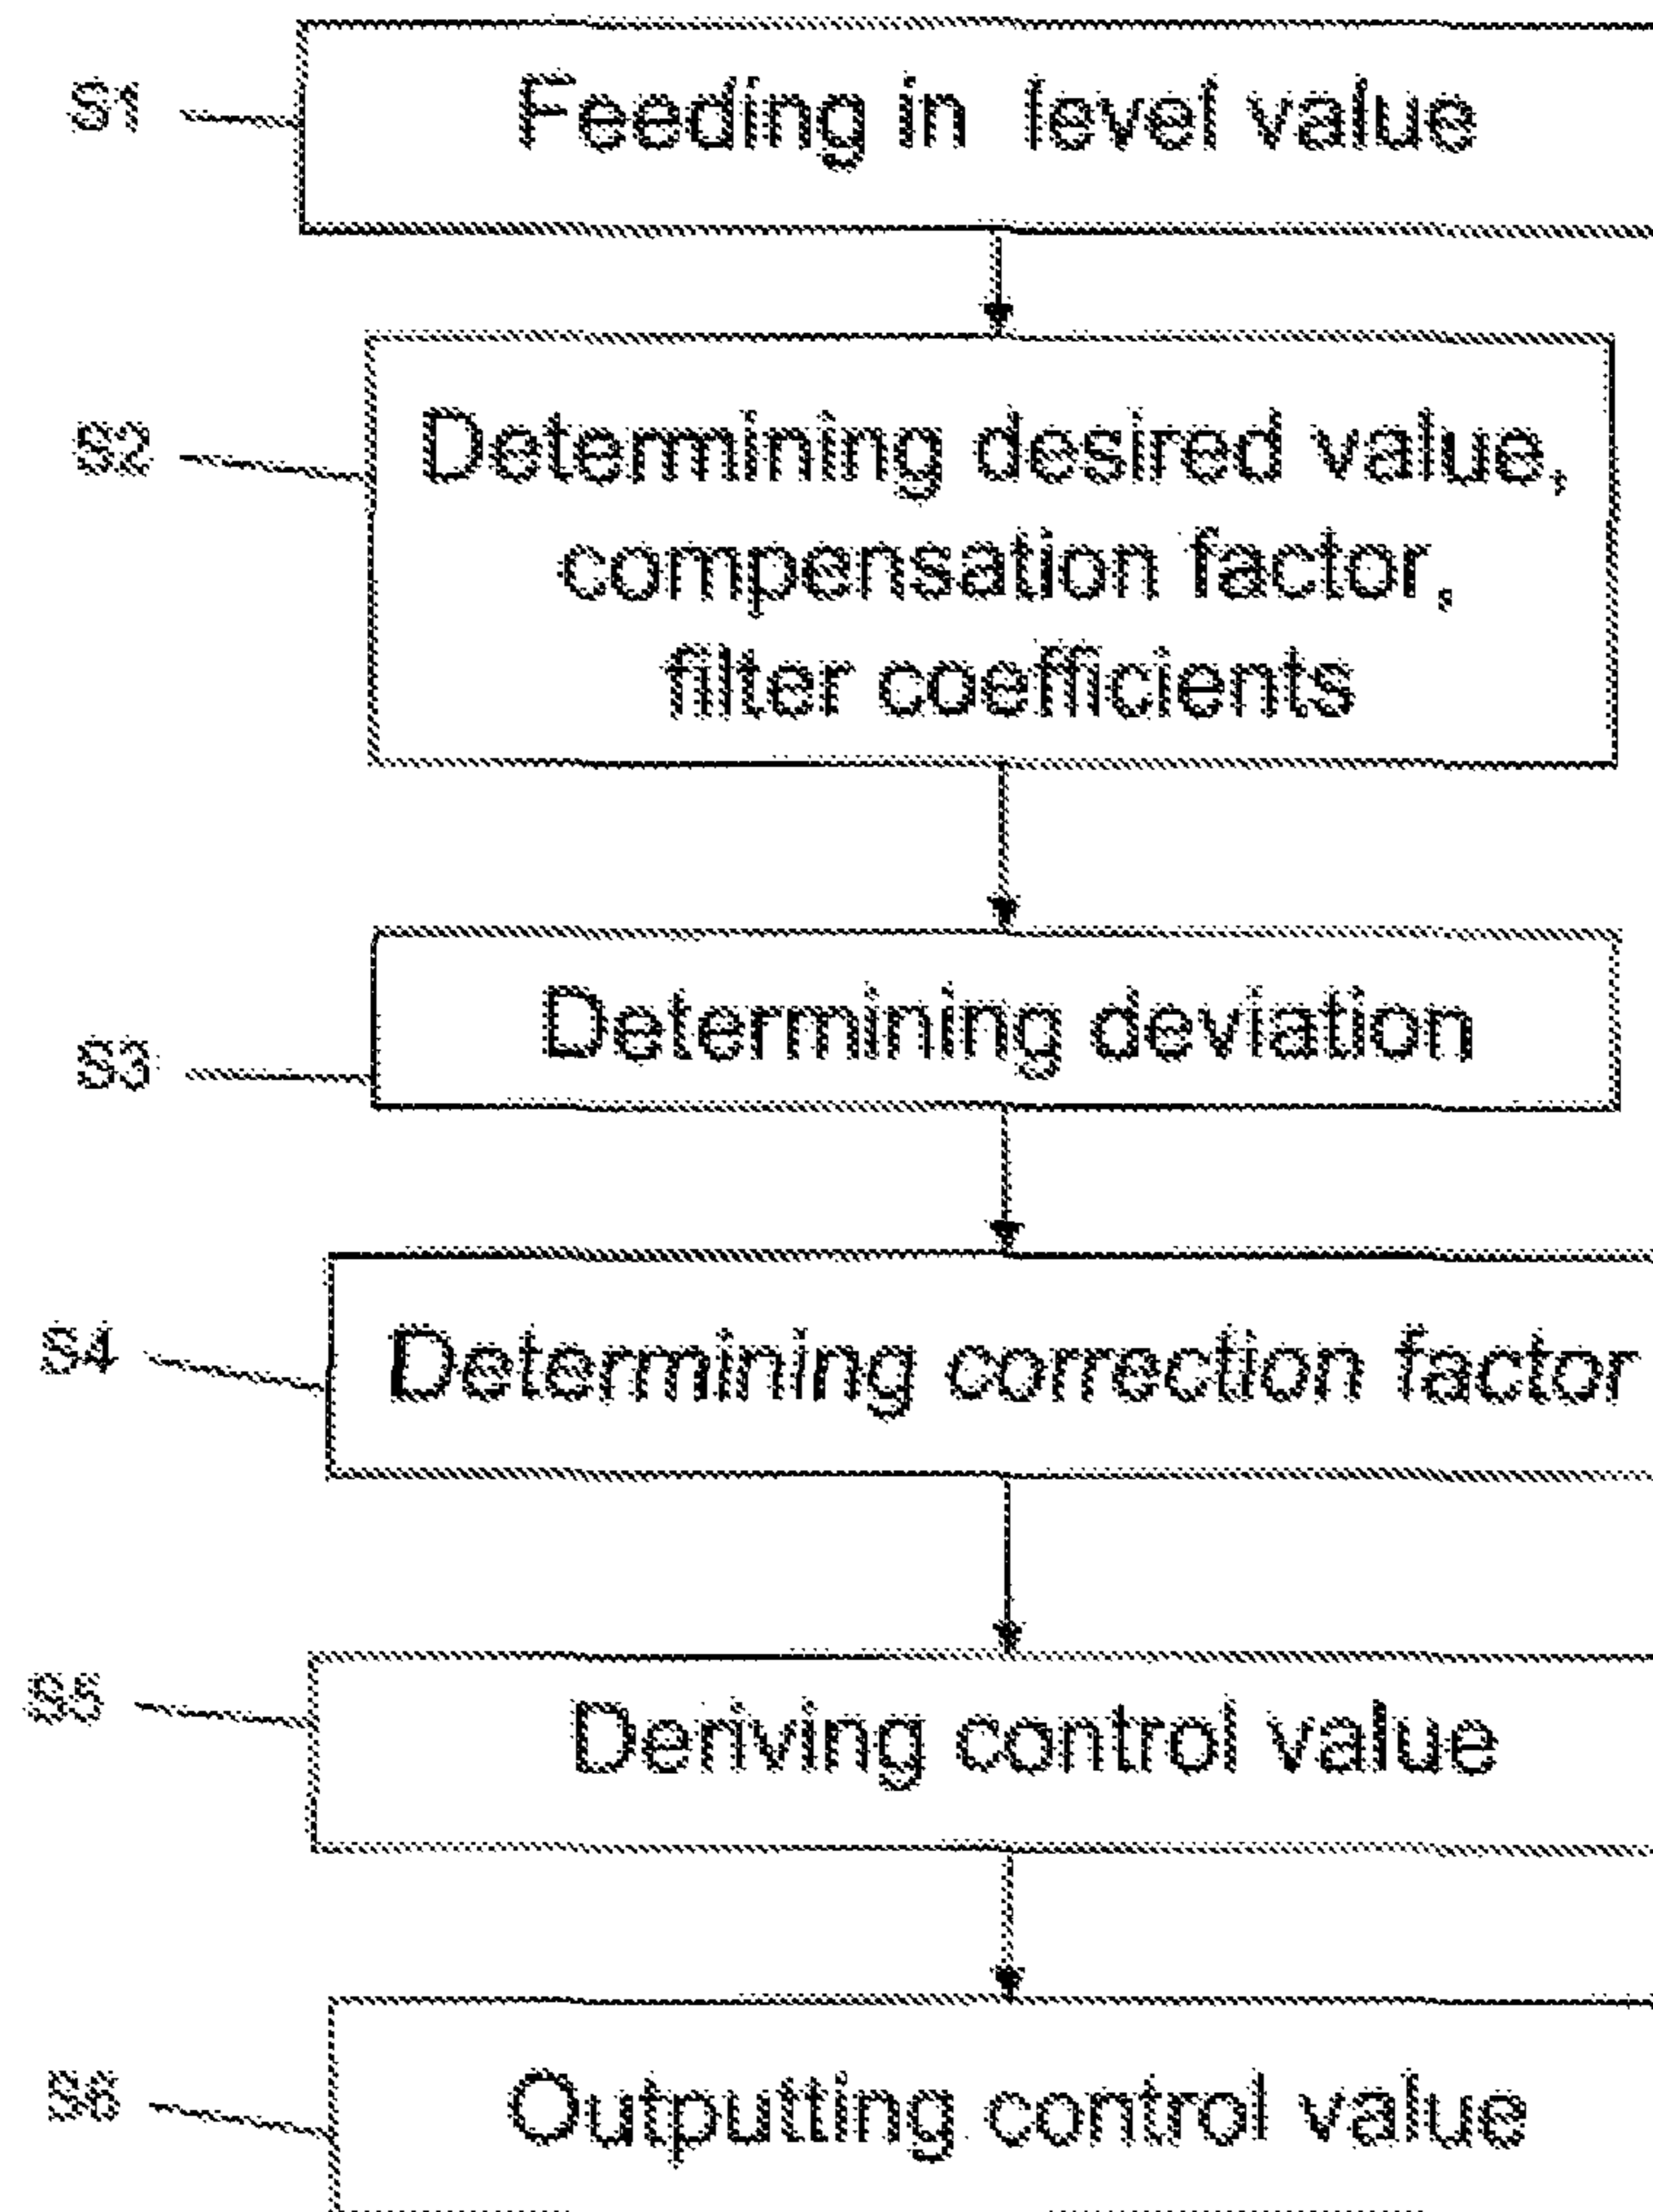 S1
Feeding in level value
S2
Determining desired value,
compensation factor,
filter coefficients
S3
Determining deviation
S4
Determining correction factor
S5
Deriving control value
S6
Outputting control value